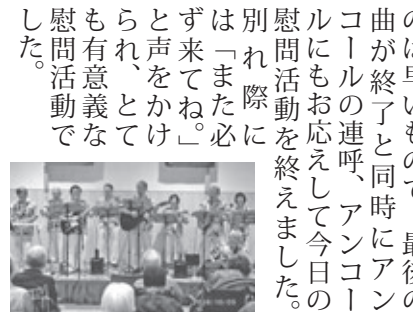 のは早いもので、最後の
曲が終了と同時にアン
コールの連呼、アンコー
ルにもお応えして今日の
慰問活動を終えました。
別れ際に
は「また必
ず来てね。」
と声をかけ
られ、とて
も有意義な
慰問活動で
した。